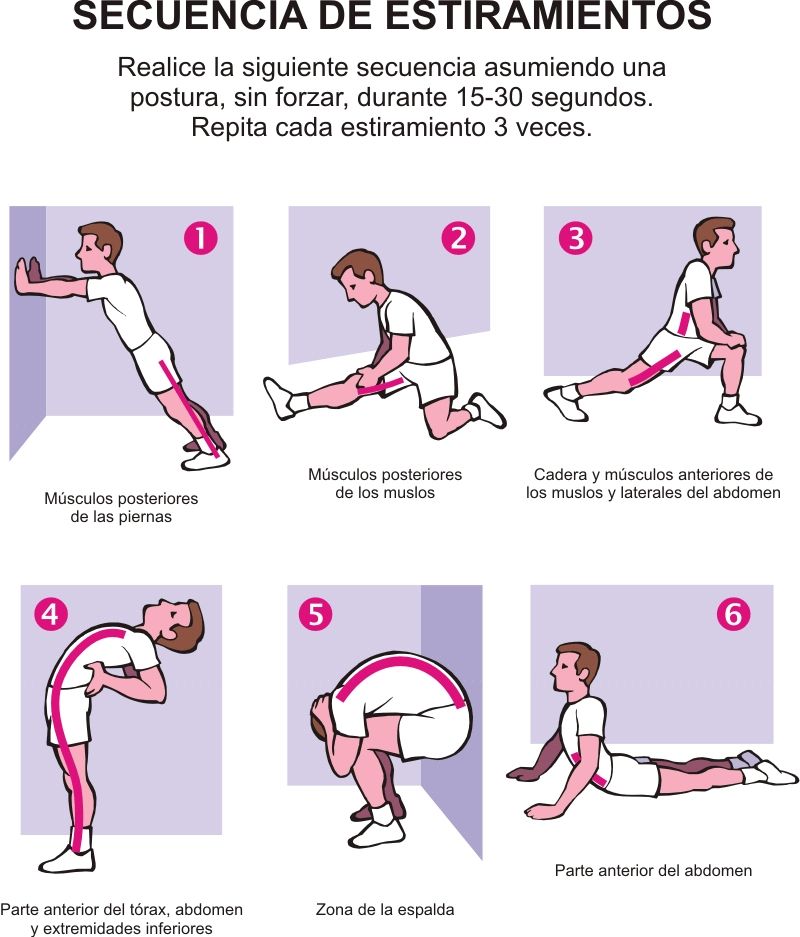 SECUENCIA DE ESTIRAMIENTOS
Realice la siguiente secuencia asumiendo una
postura, sin forzar, durante 15-30 segundos.
Repita cada estiramiento 3 veces.
1
2
3
Músculos posteriores
de las piernas
Músculos posteriores
de los muslos
Cadera y músculos anteriores de
los muslos y laterales del abdomen
4
5
6
Parte anterior del tórax, abdomen
y extremidades inferiores
Zona de la espalda
Parte anterior del abdomen